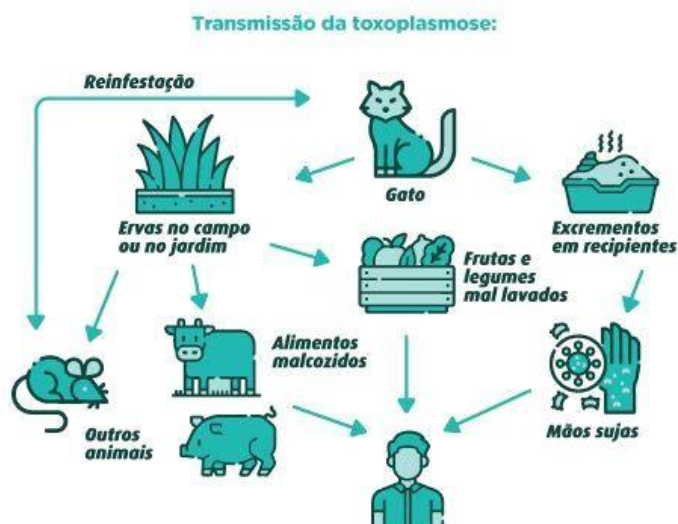 Transmissão da toxoplasmose:
Reinfestação
Gato
Ervas no campo
ou no jardim
Excrementos
em recipientes
Frutas e
legumes
mal lavados
Alimentos
malcozidos
Outros
animais
Mãos sujas